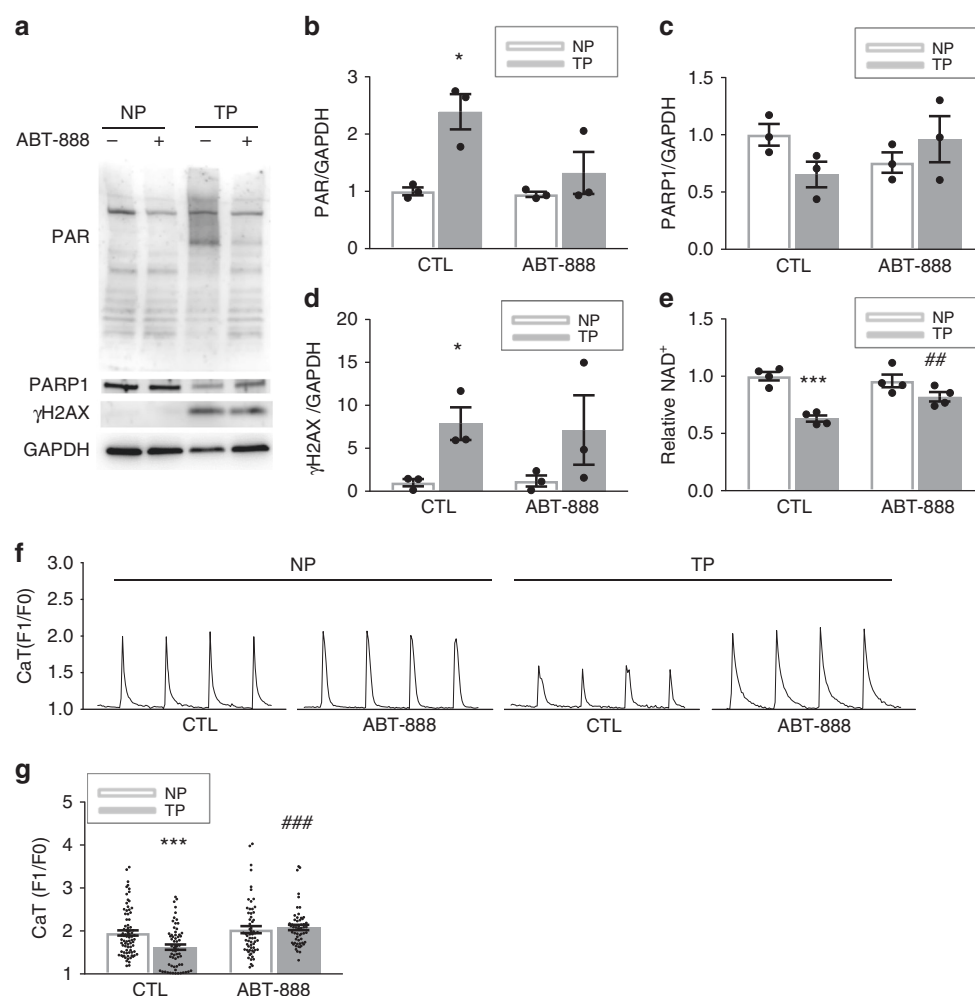 a
NP TP
ABT-888 – + – +
PAR
PARP1
γH2AX
GAPDH
b
NP
TP
PAR/GAPDH
3
2
1
0
*
CTL ABT-888
c
NP
TP
PARP1/GAPDH
1.5
1.0
0.5
0.0
CTL ABT-888
d
NP
TP
γH2AX /GAPDH
20
15
10
5
0
*
CTL ABT-888
e
NP
TP
Relative NAD⁺
1.5
1.0
0.5
0.0
***
##
CTL ABT-888
f
NP TP
CaT(F1/F0)
3.0
2.5
2.0
1.5
1.0
CTL ABT-888 CTL ABT-888
g
NP
TP
CaT (F1/F0)
5
4
3
2
1
***
###
CTL ABT-888